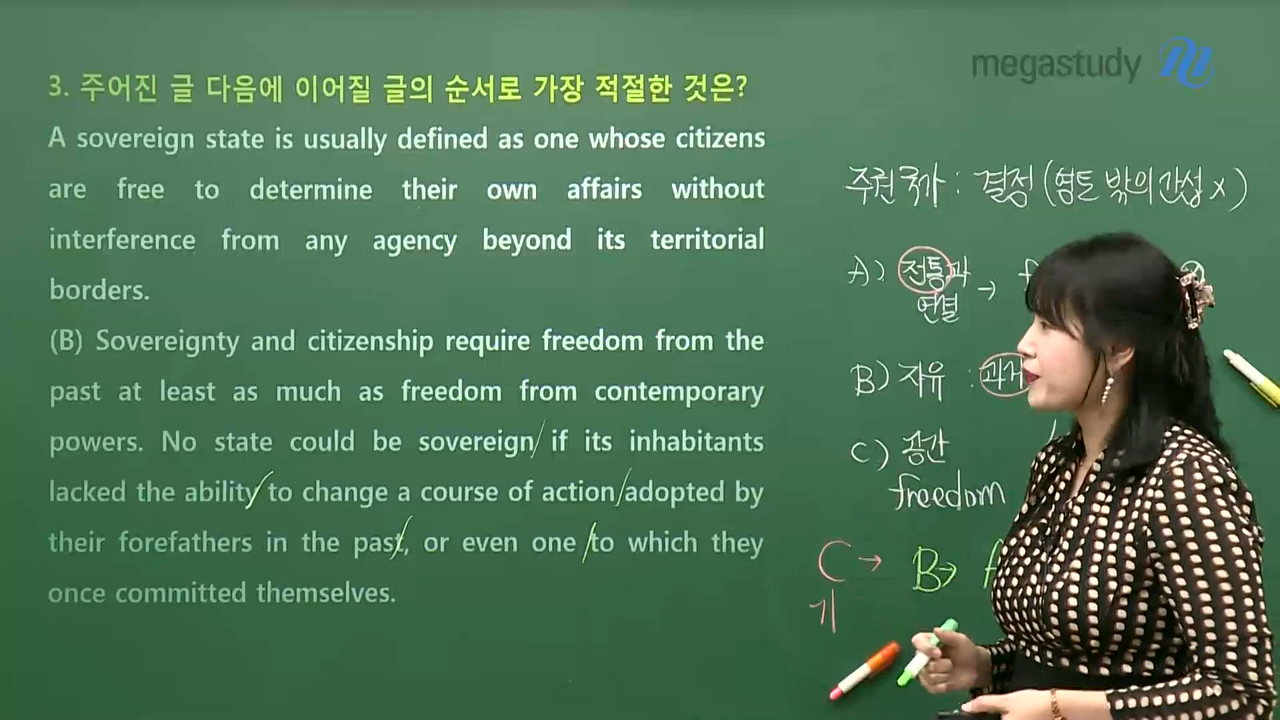 megastudy
3. 주어진 글 다음에 이어질 글의 순서로 가장 적절한 것은?
A sovereign state is usually defined as one whose citizens
are free to determine their own affairs without
interference from any agency beyond its territorial
borders.
(B) Sovereignty and citizenship require freedom from the
past at least as much as freedom from contemporary
powers. No state could be sovereign/ if its inhabitants
lacked the ability/ to change a course of action/ adopted by
their forefathers in the past/, or even one /to which they
once committed themselves.
주권국가 : 결정 (영토 밖의 간섭 x)
A) 전통과 → f
연결
B) 자유 : 과거
C) 공간
freedom
C → B→ A
기